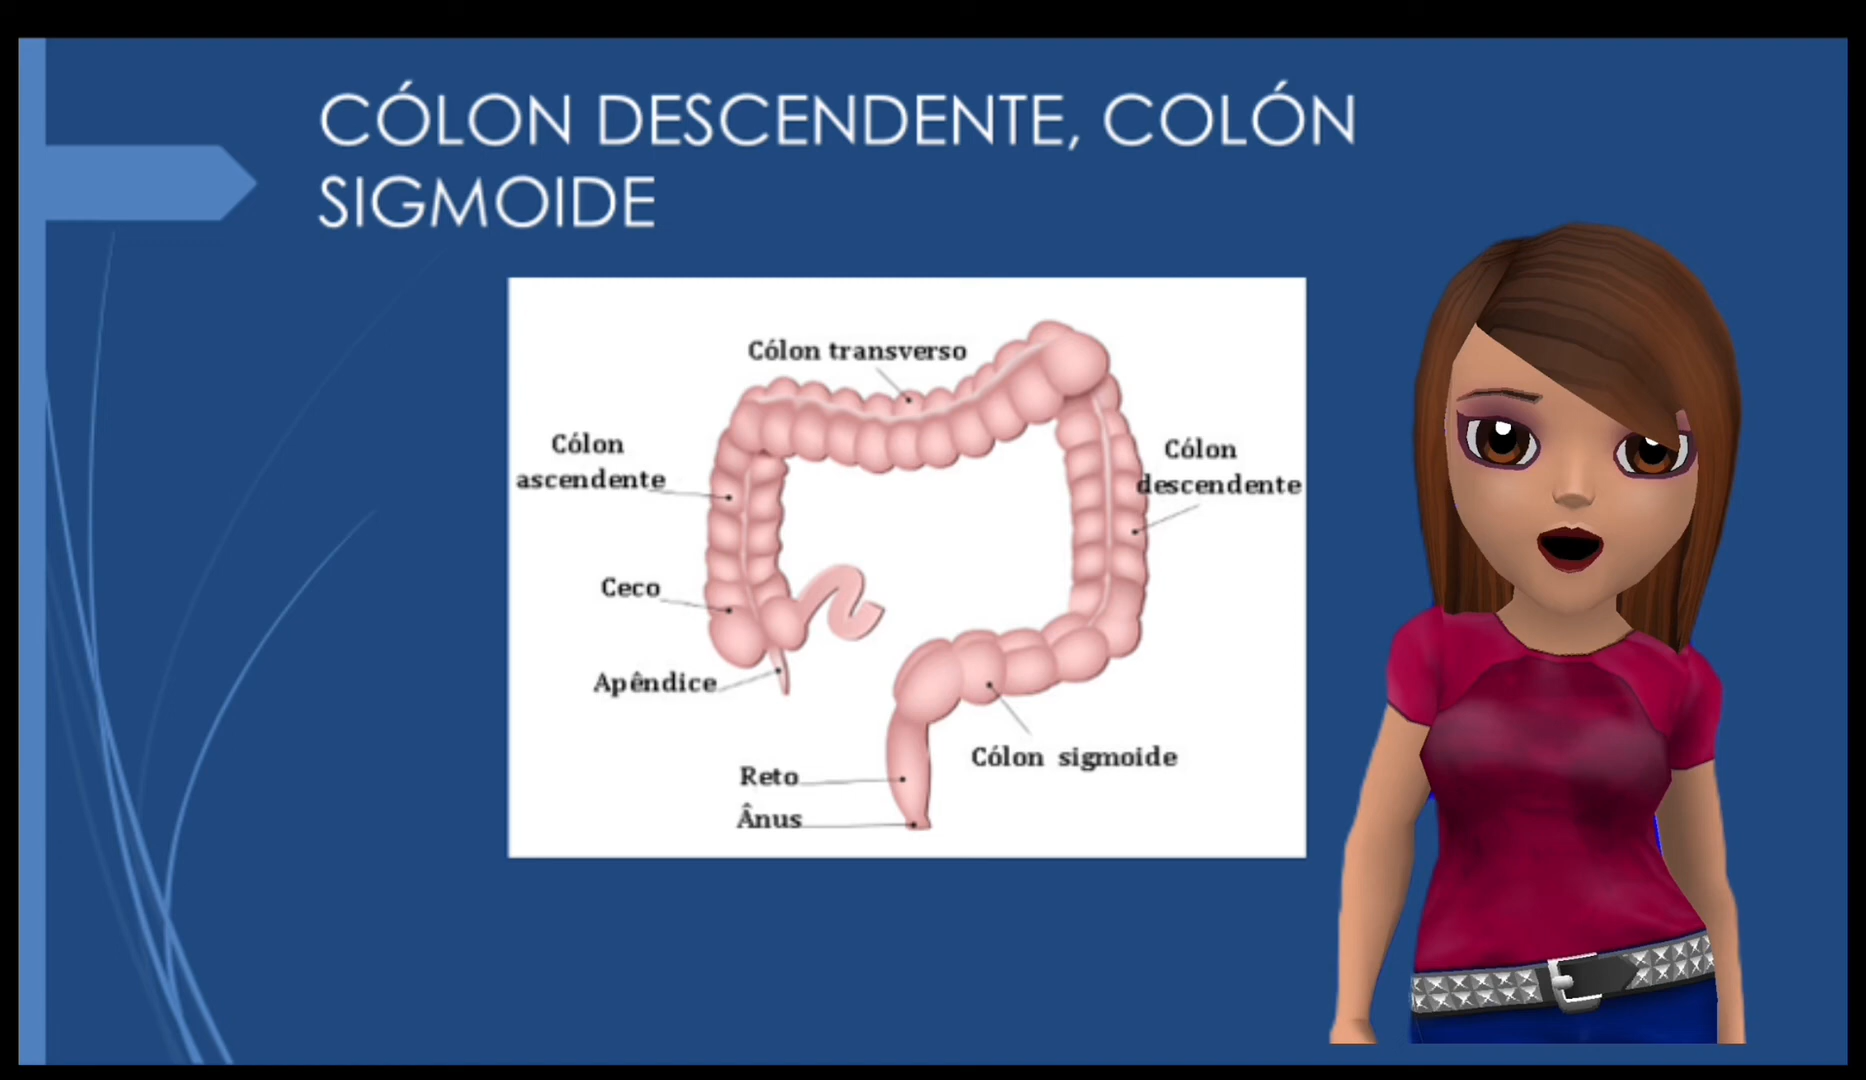 CÓLON DESCENDENTE, COLÓN
SIGMOIDE
Cólon transverso
Cólon
ascendente
Cólon
descendente
Ceco
Apêndice
Cólon sigmoide
Reto
Ânus